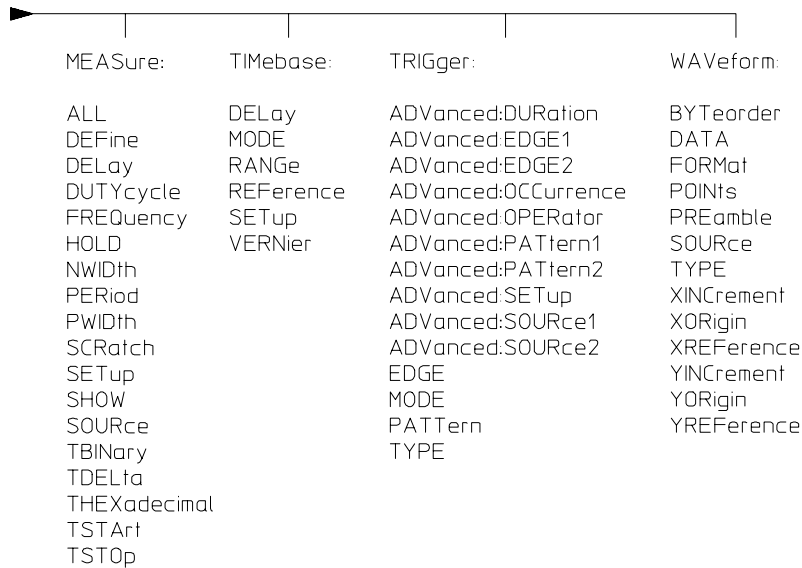 MEASure:
ALL
DEFine
DELay
DUTYcycle
FREQuency
HOLD
NWIDth
PERiod
PWIDth
SCRatch
SETup
SHOW
SOURce
TBINary
TDELta
THEXadecimal
TSTArt
TSTOp
TIMebase:
DELay
MODE
RANGe
REFerence
SETup
VERNier
TRIGger:
ADVanced:DURation
ADVanced:EDGE1
ADVanced:EDGE2
ADVanced:OCCurrence
ADVanced:OPERator
ADVanced:PATtern1
ADVanced:PATtern2
ADVanced:SETup
ADVanced:SOURce1
ADVanced:SOURce2
EDGE
MODE
PATTern
TYPE
WAVeform:
BYTeorder
DATA
FORMat
POINts
PREamble
SOURce
TYPE
XINCrement
XORigin
XREFerence
YINCrement
YORigin
YREFerence